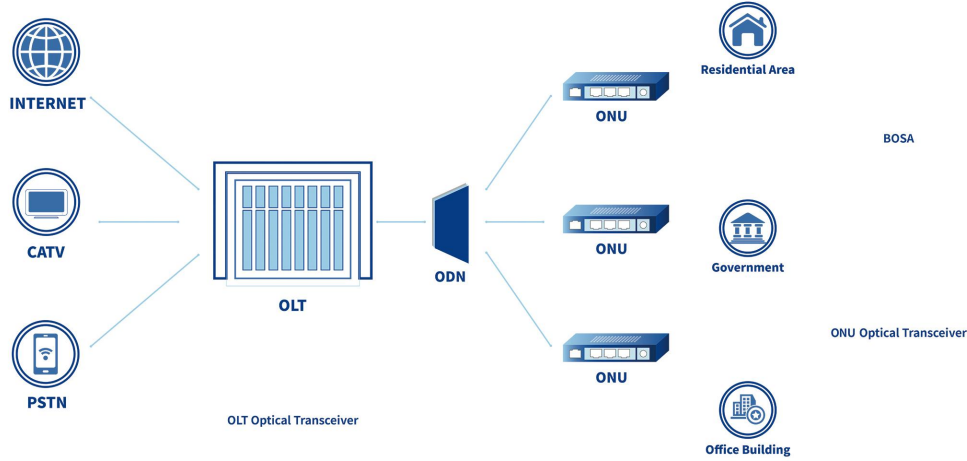 INTERNET
CATV
PSTN
OLT
OLT Optical Transceiver
ODN
ONU
ONU
ONU
Residential Area
Government
Office Building
BOSA
ONU Optical Transceiver